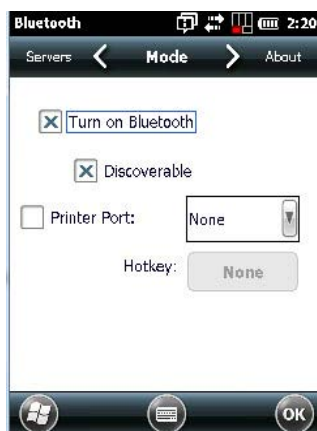 Bluetooth 2:20
Servers Mode About
Turn on Bluetooth
Discoverable
Printer Port: None
Hotkey: None
OK